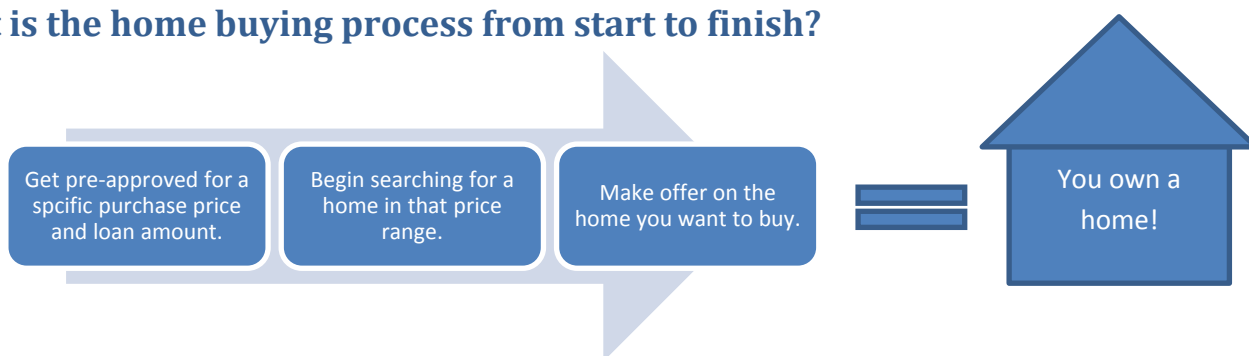 is the home buying process from start to finish?
Get pre-approved for a
spcific purchase price
and loan amount.
Begin searching for a
home in that price
range.
Make offer on the
home you want to buy.
You own a
home!